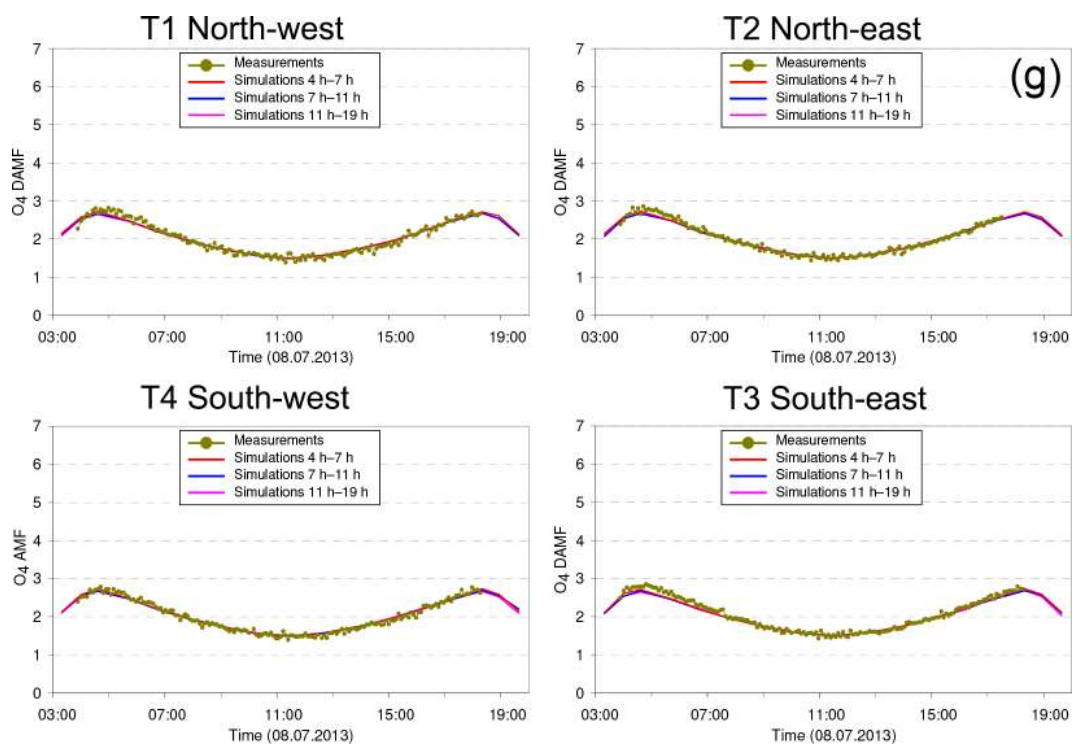 T1 North-west
7
6
5
4
3
2
1
0
O4 DAMF
Measurements
Simulations 4 h–7 h
Simulations 7 h–11 h
Simulations 11 h–19 h
03:00 07:00 11:00 15:00 19:00
Time (08.07.2013)
T2 North-east
(g)
7
6
5
4
3
2
1
0
O4 DAMF
Measurements
Simulations 4 h–7 h
Simulations 7 h–11 h
Simulations 11 h–19 h
03:00 07:00 11:00 15:00 19:00
Time (08.07.2013)
T4 South-west
7
6
5
4
3
2
1
0
O4 AMF
Measurements
Simulations 4 h–7 h
Simulations 7 h–11 h
Simulations 11 h–19 h
03:00 07:00 11:00 15:00 19:00
Time (08.07.2013)
T3 South-east
7
6
5
4
3
2
1
0
O4 DAMF
Measurements
Simulations 4 h–7 h
Simulations 7 h–11 h
Simulations 11 h–19 h
03:00 07:00 11:00 15:00 19:00
Time (08.07.2013)